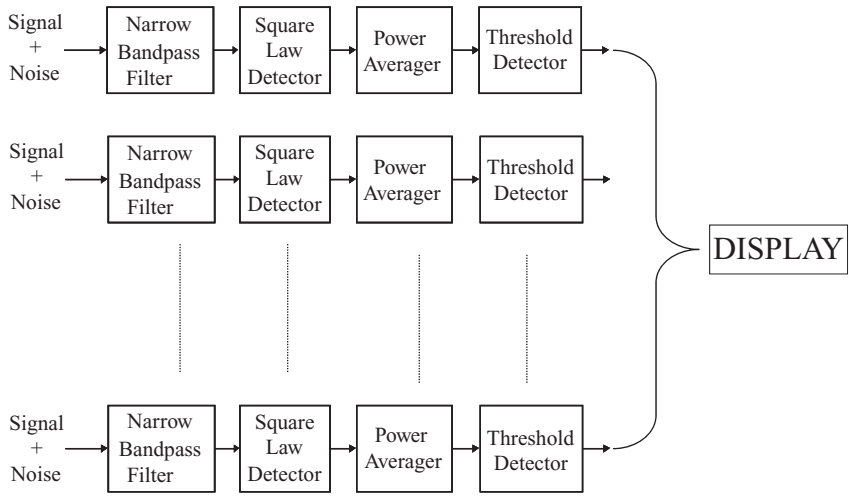 Signal
+
Noise
Narrow
Bandpass
Filter
Square
Law
Detector
Power
Averager
Threshold
Detector
Signal
+
Noise
Narrow
Bandpass
Filter
Square
Law
Detector
Power
Averager
Threshold
Detector
DISPLAY
Signal
+
Noise
Narrow
Bandpass
Filter
Square
Law
Detector
Power
Averager
Threshold
Detector